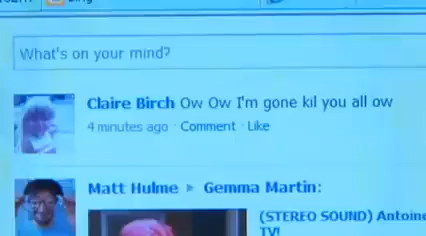 What's on your mind?
Claire Birch Ow Ow I'm gone kil you all ow
4 minutes ago · Comment · Like
Matt Hulme ▸ Gemma Martin:
(STEREO SOUND) Antoine
TV!